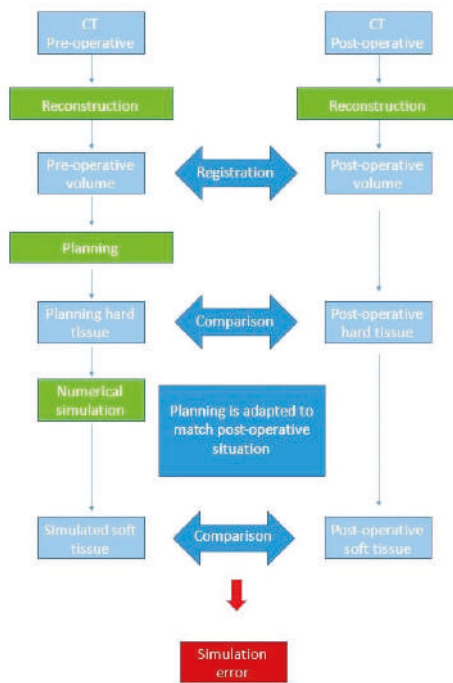 CT
Pre-operative
CT
Post-operative
Reconstruction
Reconstruction
Pre-operative
volume
Registration
Post-operative
volume
Planning
Planning hard
tissue
Comparison
Post-operative
hard tissue
Numerical
simulation
Planning is adapted to
match post-operative
situation
Simulated soft
tissue
Comparison
Post-operative
soft tissue
Simulation
error